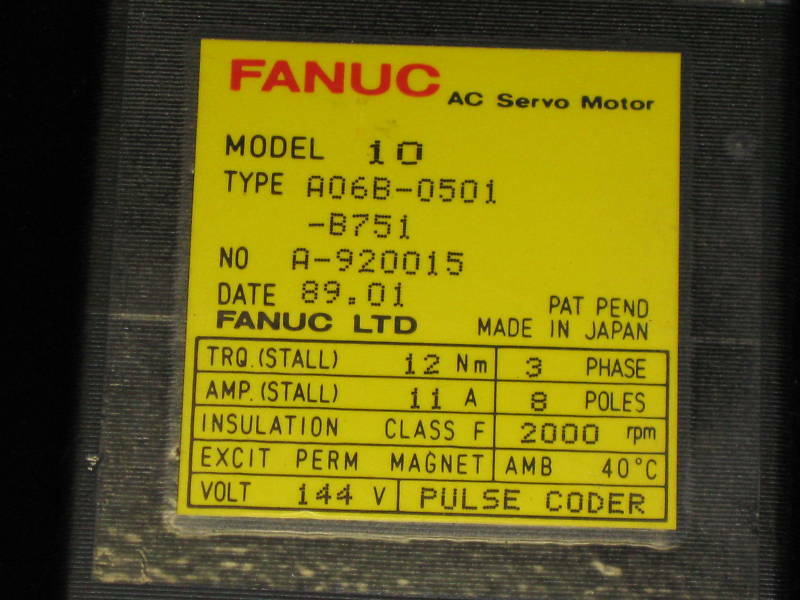 FANUC AC Servo Motor
MODEL 10
TYPE A06B-0501
-B751
NO A-920015
DATE 89.01
PAT PEND
FANUC LTD MADE IN JAPAN
TRQ.(STALL) 12 Nm 3 PHASE
AMP.(STALL) 11 A 8 POLES
INSULATION CLASS F 2000 rpm
EXCIT PERM MAGNET AMB 40°C
VOLT 144 V PULSE CODER